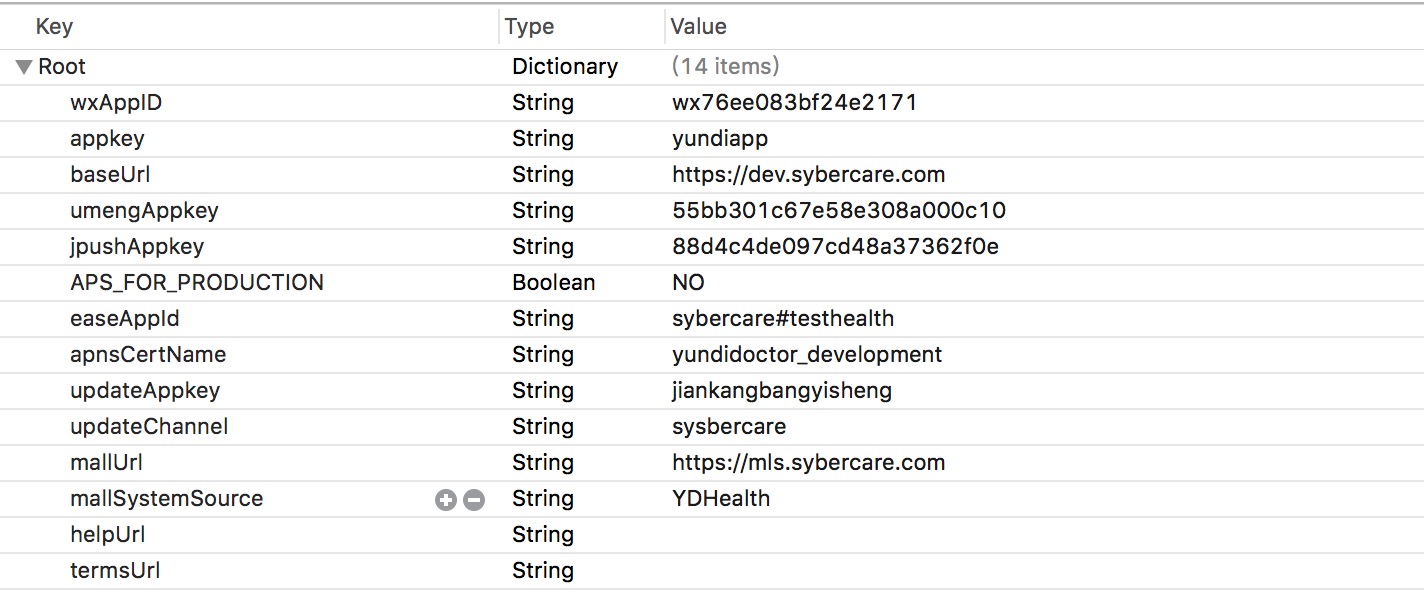 Key Type Value
Root Dictionary (14 items)
wxAppID String wx76ee083bf24e2171
appkey String yundiapp
baseUrl String https://dev.sybercare.com
umengAppkey String 55bb301c67e58e308a000c10
jpushAppkey String 88d4c4de097cd48a37362f0e
APS_FOR_PRODUCTION Boolean NO
easeAppId String sybercare#testhealth
apnsCertName String yundidoctor_development
updateAppkey String jiankangbangyisheng
updateChannel String sysbercare
mallUrl String https://mls.sybercare.com
mallSystemSource String YDHealth
helpUrl String
termsUrl String